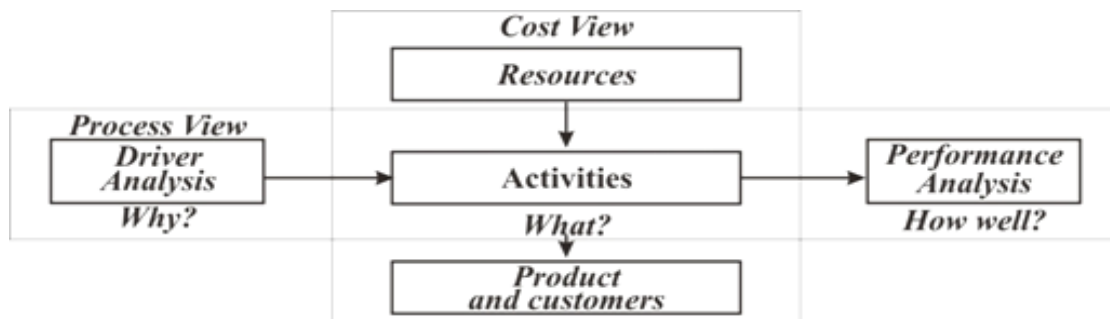 Cost View
Resources
Process View
Driver
Analysis
Why?
Activities
What?
Performance
Analysis
How well?
Product
and customers